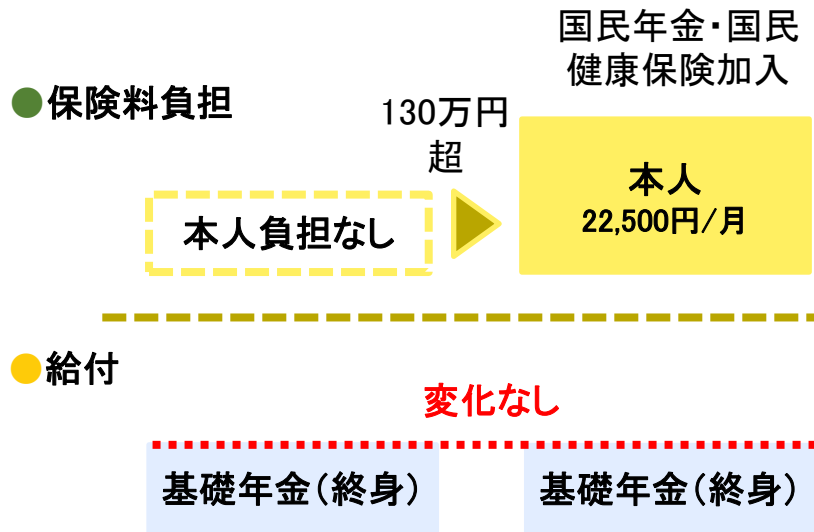 国民年金・国民
健康保険加入
●保険料負担
130万円
超
本人
22,500円/月
本人負担なし
●給付
変化なし
基礎年金(終身)
基礎年金(終身)